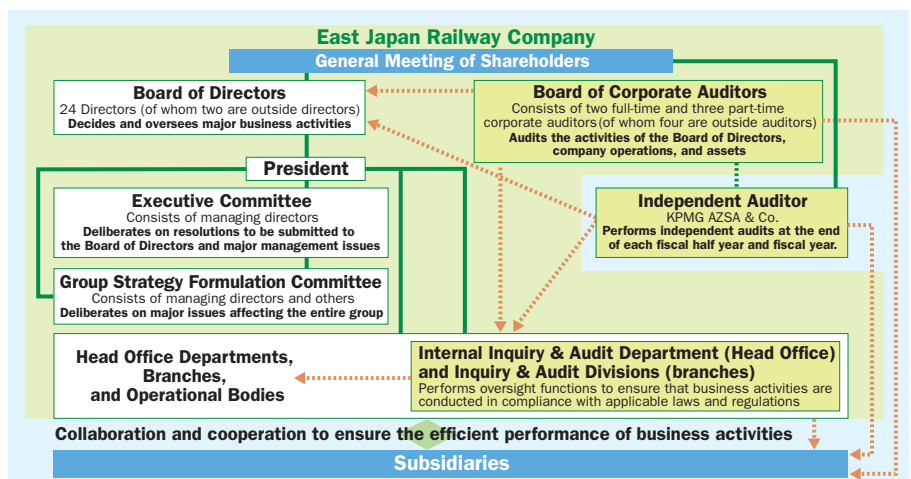 East Japan Railway Company
General Meeting of Shareholders
Board of Directors
24 Directors (of whom two are outside directors)
Decides and oversees major business activities
Board of Corporate Auditors
Consists of two full-time and three part-time
corporate auditors (of whom four are outside auditors)
Audits the activities of the Board of Directors,
company operations, and assets
President
Executive Committee
Consists of managing directors
Deliberates on resolutions to be submitted to
the Board of Directors and major management issues
Independent Auditor
KPMG AZSA & Co.
Performs independent audits at the end
of each fiscal half year and fiscal year.
Group Strategy Formulation Committee
Consists of managing directors and others
Deliberates on major issues affecting the entire group
Head Office Departments,
Branches,
and Operational Bodies
Internal Inquiry & Audit Department (Head Office)
and Inquiry & Audit Divisions (branches)
Performs oversight functions to ensure that business activities are
conducted in compliance with applicable laws and regulations
Collaboration and cooperation to ensure the efficient performance of business activities
Subsidiaries